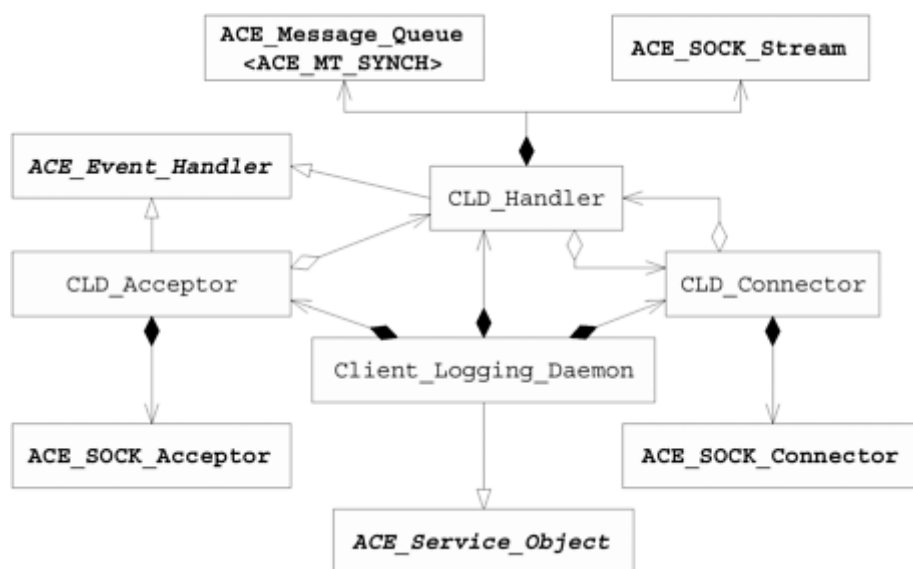 ACE_Message_Queue
<ACE_MT_SYNCH>
ACE_SOCK_Stream
ACE_Event_Handler
CLD_Handler
CLD_Acceptor
CLD_Connector
Client_Logging_Daemon
ACE_SOCK_Acceptor
ACE_SOCK_Connector
ACE_Service_Object